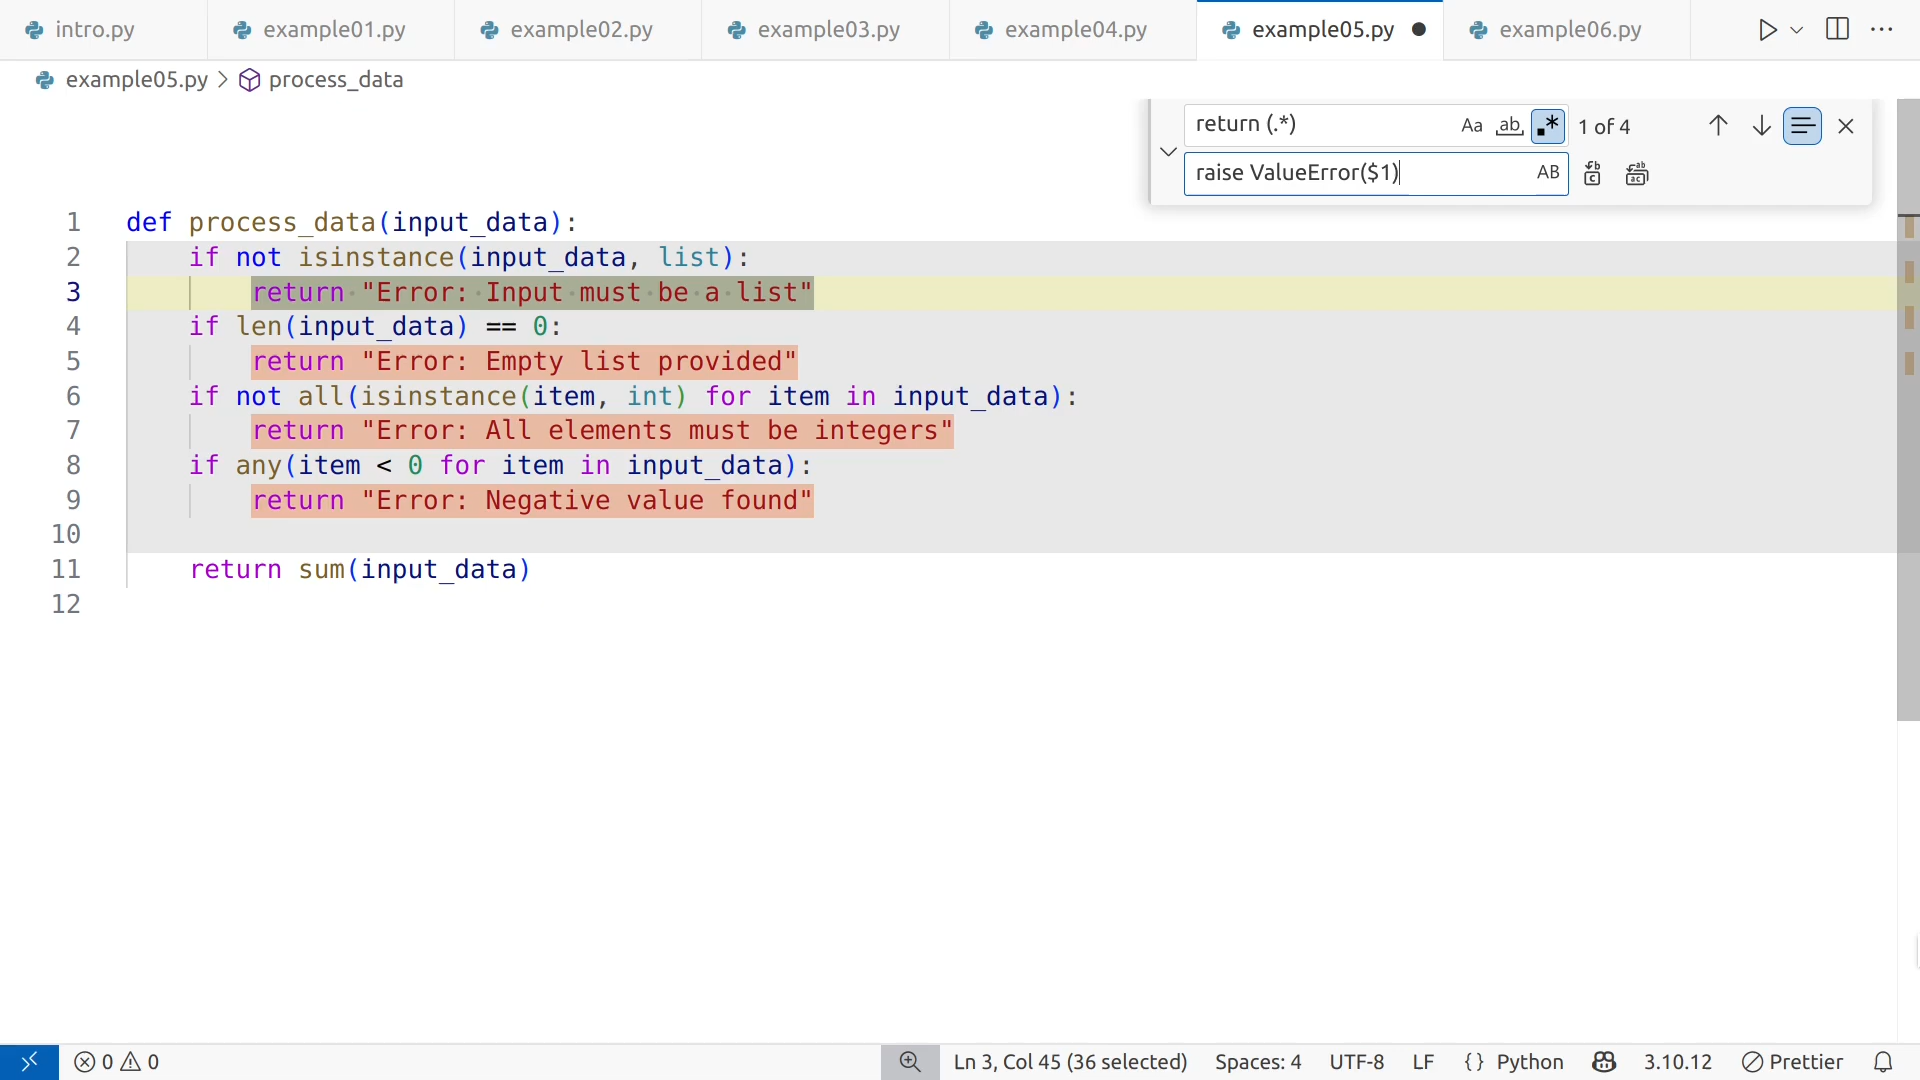 intro.py example01.py example02.py example03.py example04.py example05.py example06.py
example05.py process_data
return (.*) Aa ab .* 1 of 4
raise ValueError($1) AB
1 def process_data(input_data):
2 if not isinstance(input_data, list):
3 return "Error: Input must be a list"
4 if len(input_data) == 0:
5 return "Error: Empty list provided"
6 if not all(isinstance(item, int) for item in input_data):
7 return "Error: All elements must be integers"
8 if any(item < 0 for item in input_data):
9 return "Error: Negative value found"
10
11 return sum(input_data)
12
0 0 Ln 3, Col 45 (36 selected) Spaces: 4 UTF-8 LF {} Python 3.10.12 Prettier